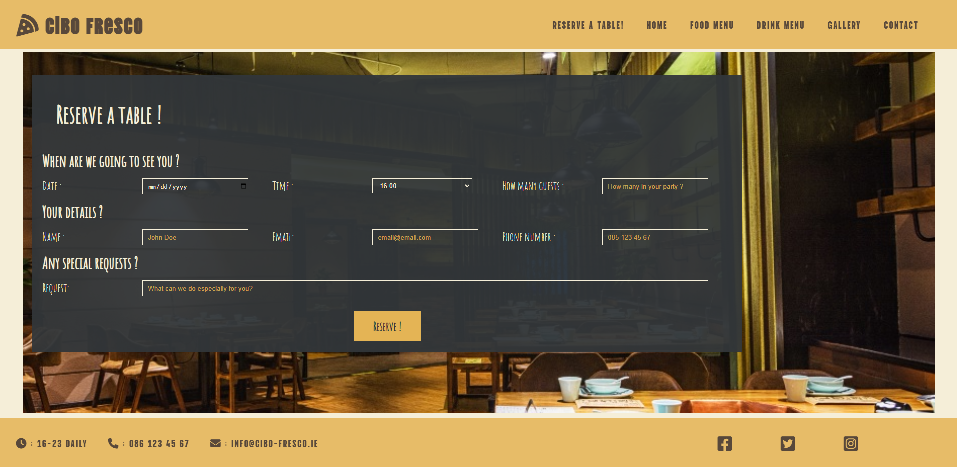 CIBO FRESCO
RESERVE A TABLE! HOME FOOD MENU DRINK MENU GALLERY CONTACT
Reserve a table !
When are we going to see you ?
Date : mm/dd/yyyy Time : 16:00 How many guests : How many in your party ?
Your details ?
Name : John Doe Email: email@email.com Phone number : 085 123 45 67
Any special requests ?
Request: What can we do especially for you?
Reserve !
: 16-23 DAILY : 086 123 45 67 : INFO@CIBO-FRESCO.IE